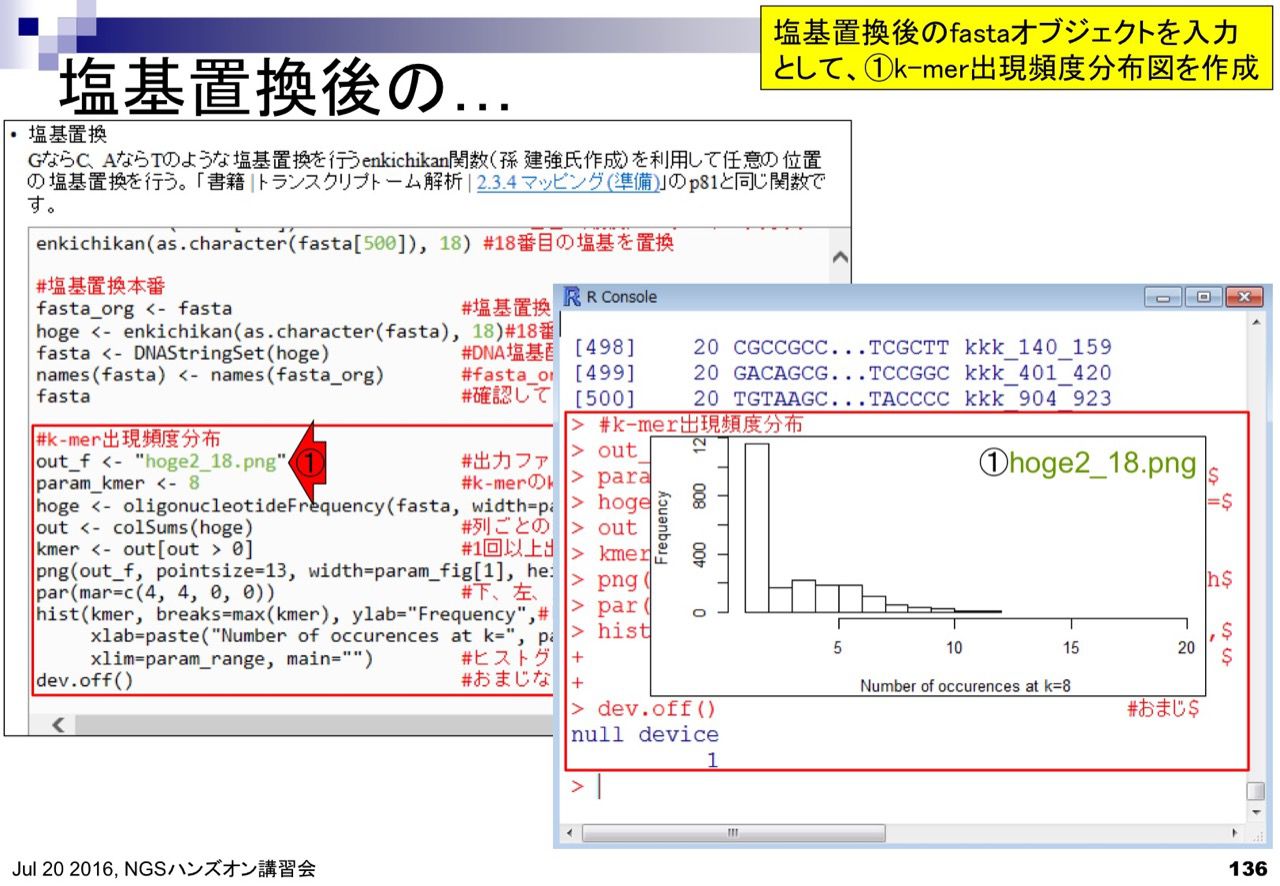 塩基置換後のfastaオブジェクトを入力
として、①k-mer出現頻度分布図を作成
塩基置換後の…
• 塩基置換
GならC、AならTのような塩基置換を行うenkichikan関数(孫 建強氏作成)を利用して任意の位置
の塩基置換を行う。「書籍 | トランスクリプトーム解析 | 2.3.4 マッピング(準備)」のp81と同じ関数で
す。
enkichikan(as.character(fasta[500]), 18) #18番目の塩基を置換
#塩基置換本番
fasta_org <- fasta #塩基置換
hoge <- enkichikan(as.character(fasta), 18)#18番
fasta <- DNAStringSet(hoge) #DNA塩基配
names(fasta) <- names(fasta_org) #fasta_or
fasta #確認して
#k-mer出現頻度分布
out_f <- "hoge2_18.png" #出力ファ
①
param_kmer <- 8 #k-merのk
hoge <- oligonucleotideFrequency(fasta, width=pa
out <- colSums(hoge) #列ごとの
kmer <- out[out > 0] #1回以上出
png(out_f, pointsize=13, width=param_fig[1], hei
par(mar=c(4, 4, 0, 0)) #下、左、
hist(kmer, breaks=max(kmer), ylab="Frequency",#
xlab=paste("Number of occurences at k=", pa
xlim=param_range, main="") #ヒストグ
dev.off() #おまじな
R Console
[498] 20 CGCCGCC...TCGCTT kkk_140_159
[499] 20 GACAGCG...TCCGGC kkk_401_420
[500] 20 TGTAAGC...TACCCC kkk_904_923
> #k-mer出現頻度分布
> out_
> para $
> hoge =$
> out
> kmer
> png( h$
> par(
> hist ,$
+ $
+
> dev.off() #おまじ$
null device
1
>
①hoge2_18.png
Frequency
0 400 800 12
5 10 15 20
Number of occurences at k=8
Jul 20 2016, NGSハンズオン講習会
136